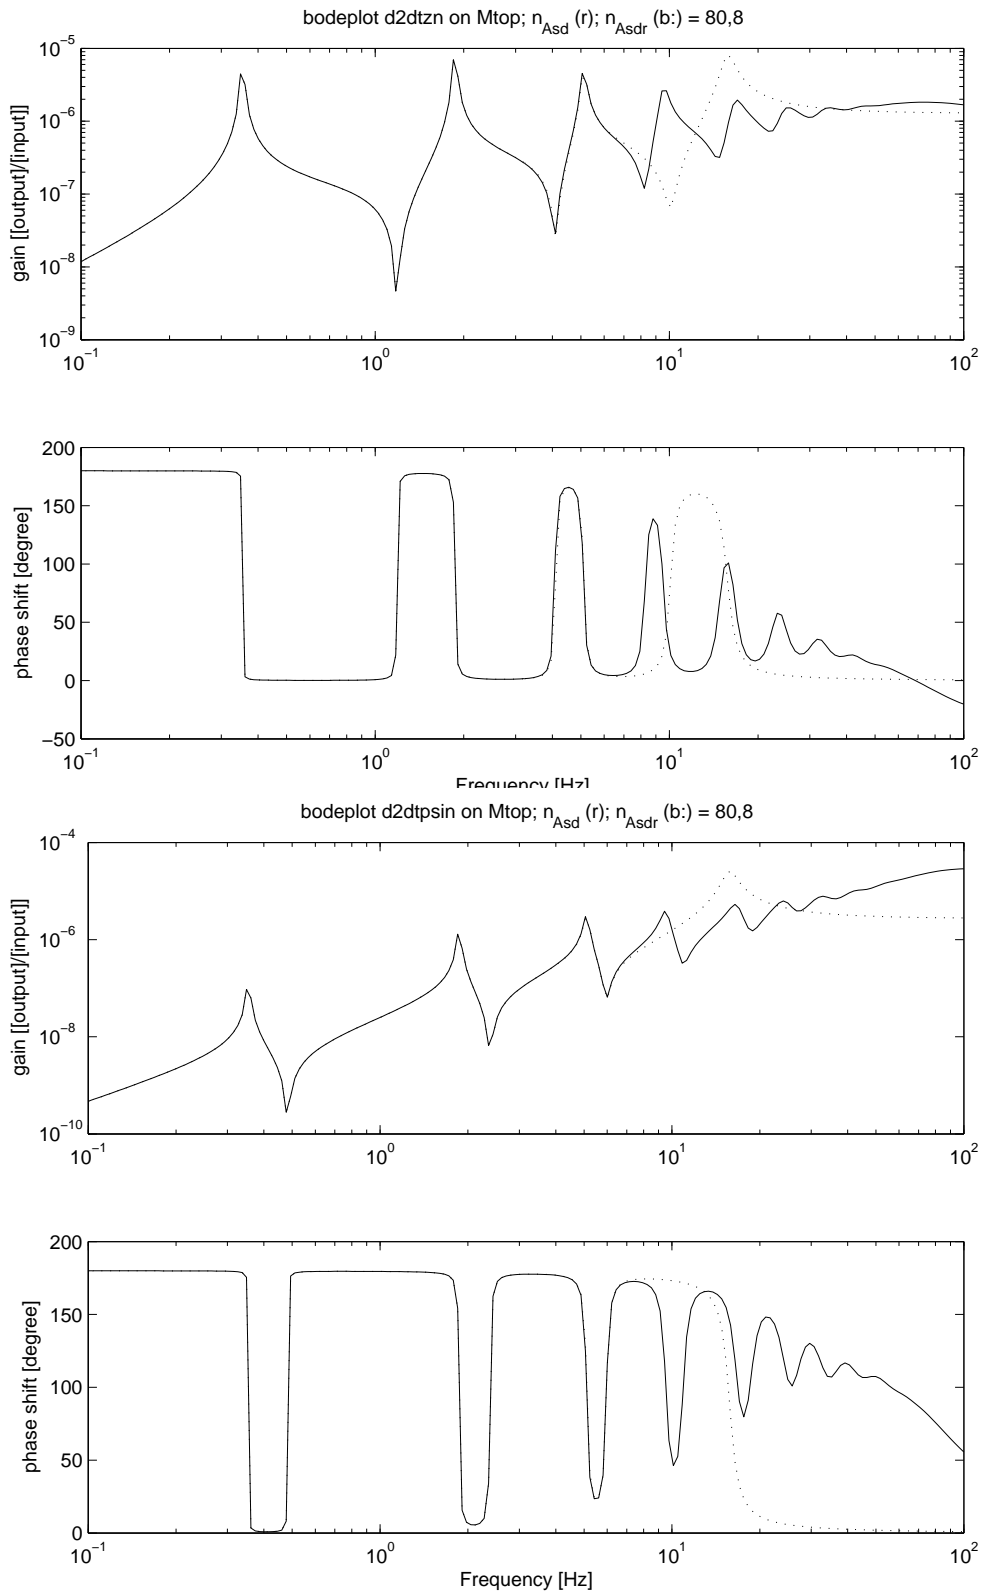 bodeplot d2dtzn on Mtop; n_Asd (r); n_Asdr (b:) = 80,8
10^−5
10^−6
10^−7
10^−8
10^−9
gain [[output]/[input]]
10^−1 10^0 10^1 10^2
200
150
100
50
0
−50
phase shift [degree]
10^−1 10^0 10^1 10^2
Frequency [Hz]
bodeplot d2dtpsin on Mtop; n_Asd (r); n_Asdr (b:) = 80,8
10^−4
10^−6
10^−8
10^−10
gain [[output]/[input]]
10^−1 10^0 10^1 10^2
200
150
100
50
0
phase shift [degree]
10^−1 10^0 10^1 10^2
Frequency [Hz]